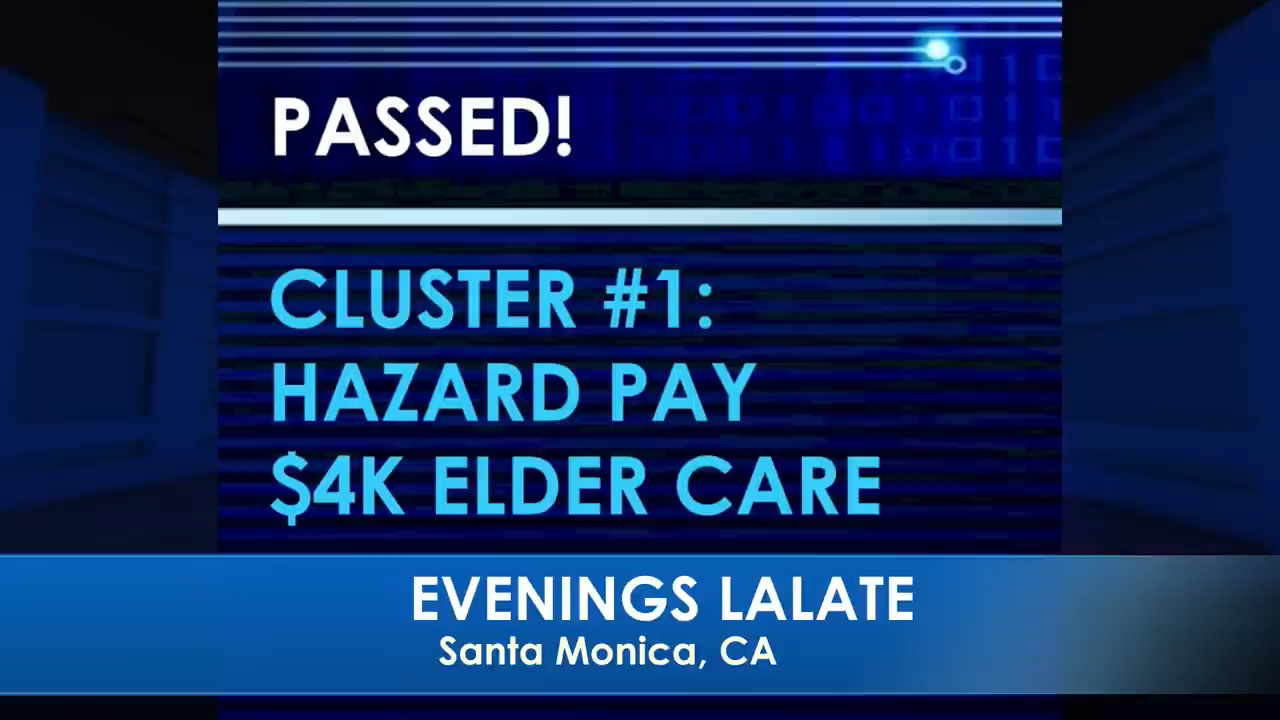 PASSED!
CLUSTER #1:
HAZARD PAY
$4K ELDER CARE
EVENINGS LALATE
Santa Monica, CA